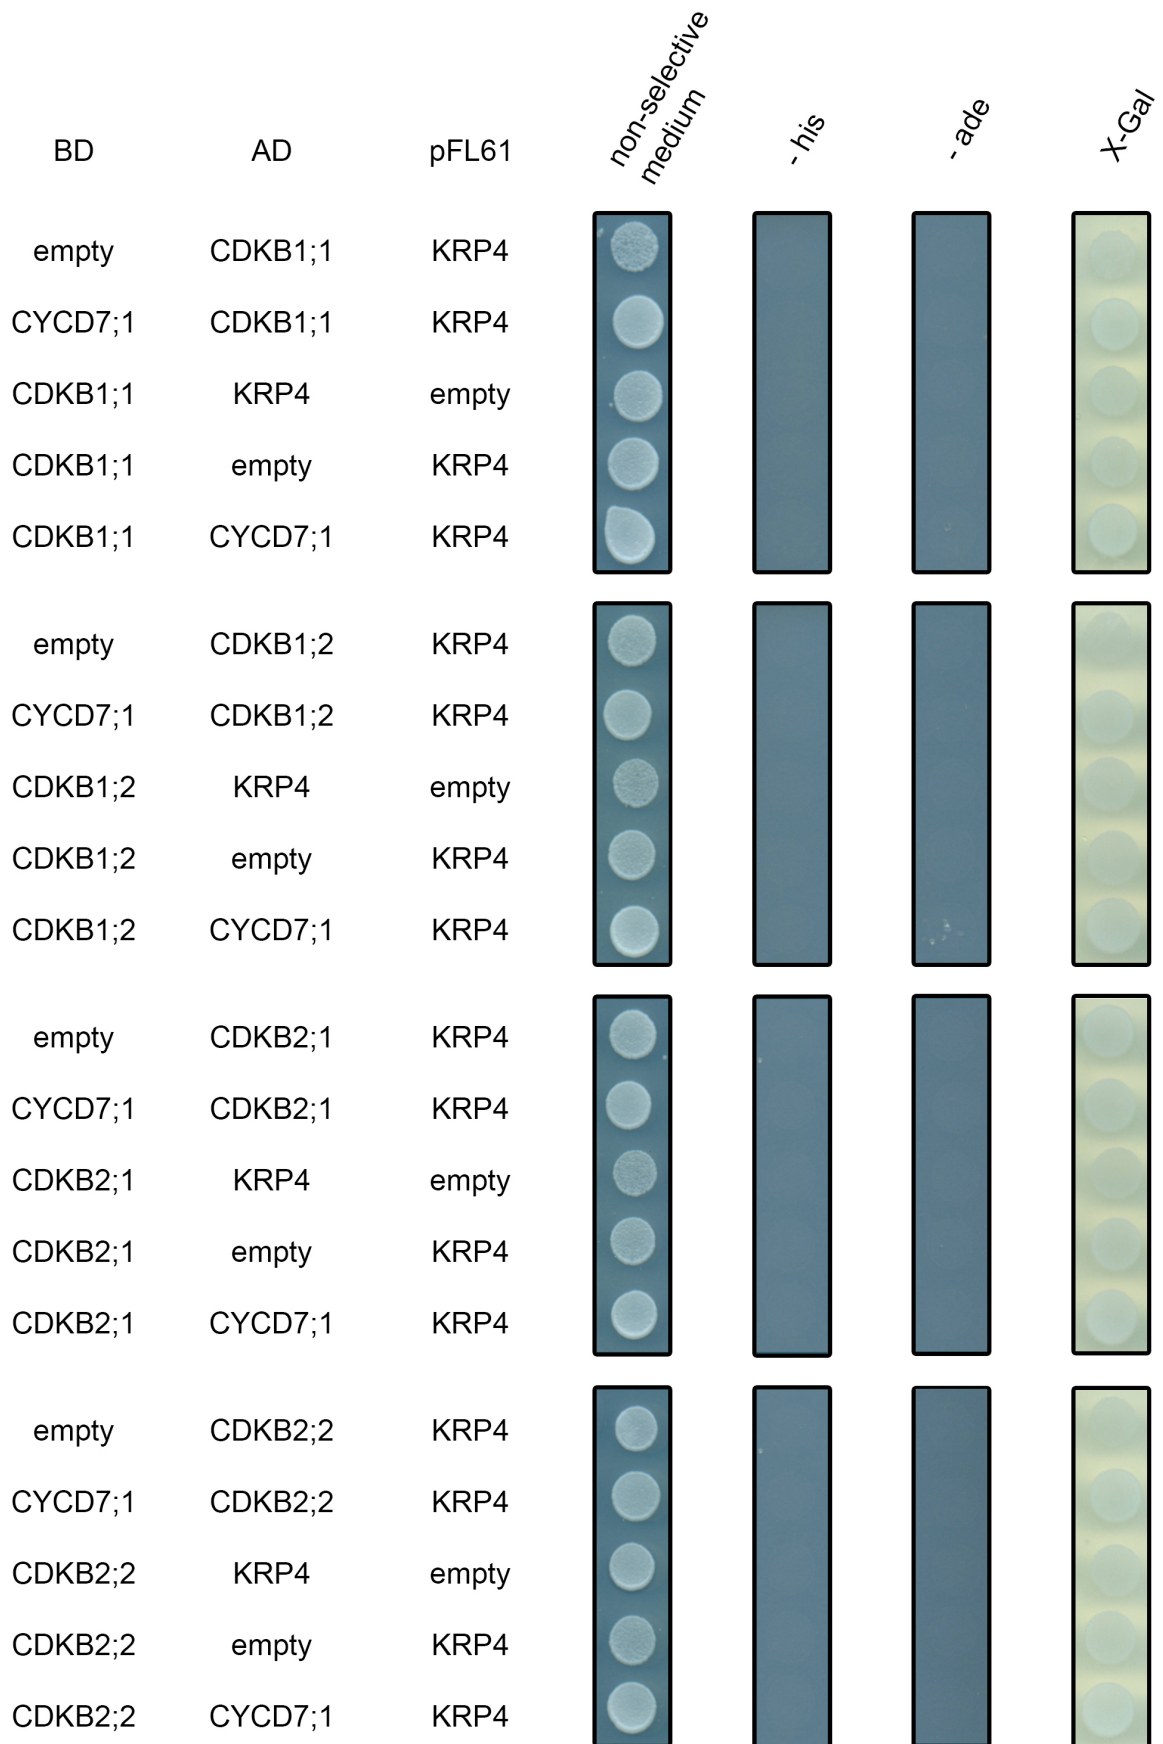 BD AD pFL61 non-selective medium - his - ade X-Gal
empty CDKB1;1 KRP4
CYCD7;1 CDKB1;1 KRP4
CDKB1;1 KRP4 empty
CDKB1;1 empty KRP4
CDKB1;1 CYCD7;1 KRP4
empty CDKB1;2 KRP4
CYCD7;1 CDKB1;2 KRP4
CDKB1;2 KRP4 empty
CDKB1;2 empty KRP4
CDKB1;2 CYCD7;1 KRP4
empty CDKB2;1 KRP4
CYCD7;1 CDKB2;1 KRP4
CDKB2;1 KRP4 empty
CDKB2;1 empty KRP4
CDKB2;1 CYCD7;1 KRP4
empty CDKB2;2 KRP4
CYCD7;1 CDKB2;2 KRP4
CDKB2;2 KRP4 empty
CDKB2;2 empty KRP4
CDKB2;2 CYCD7;1 KRP4